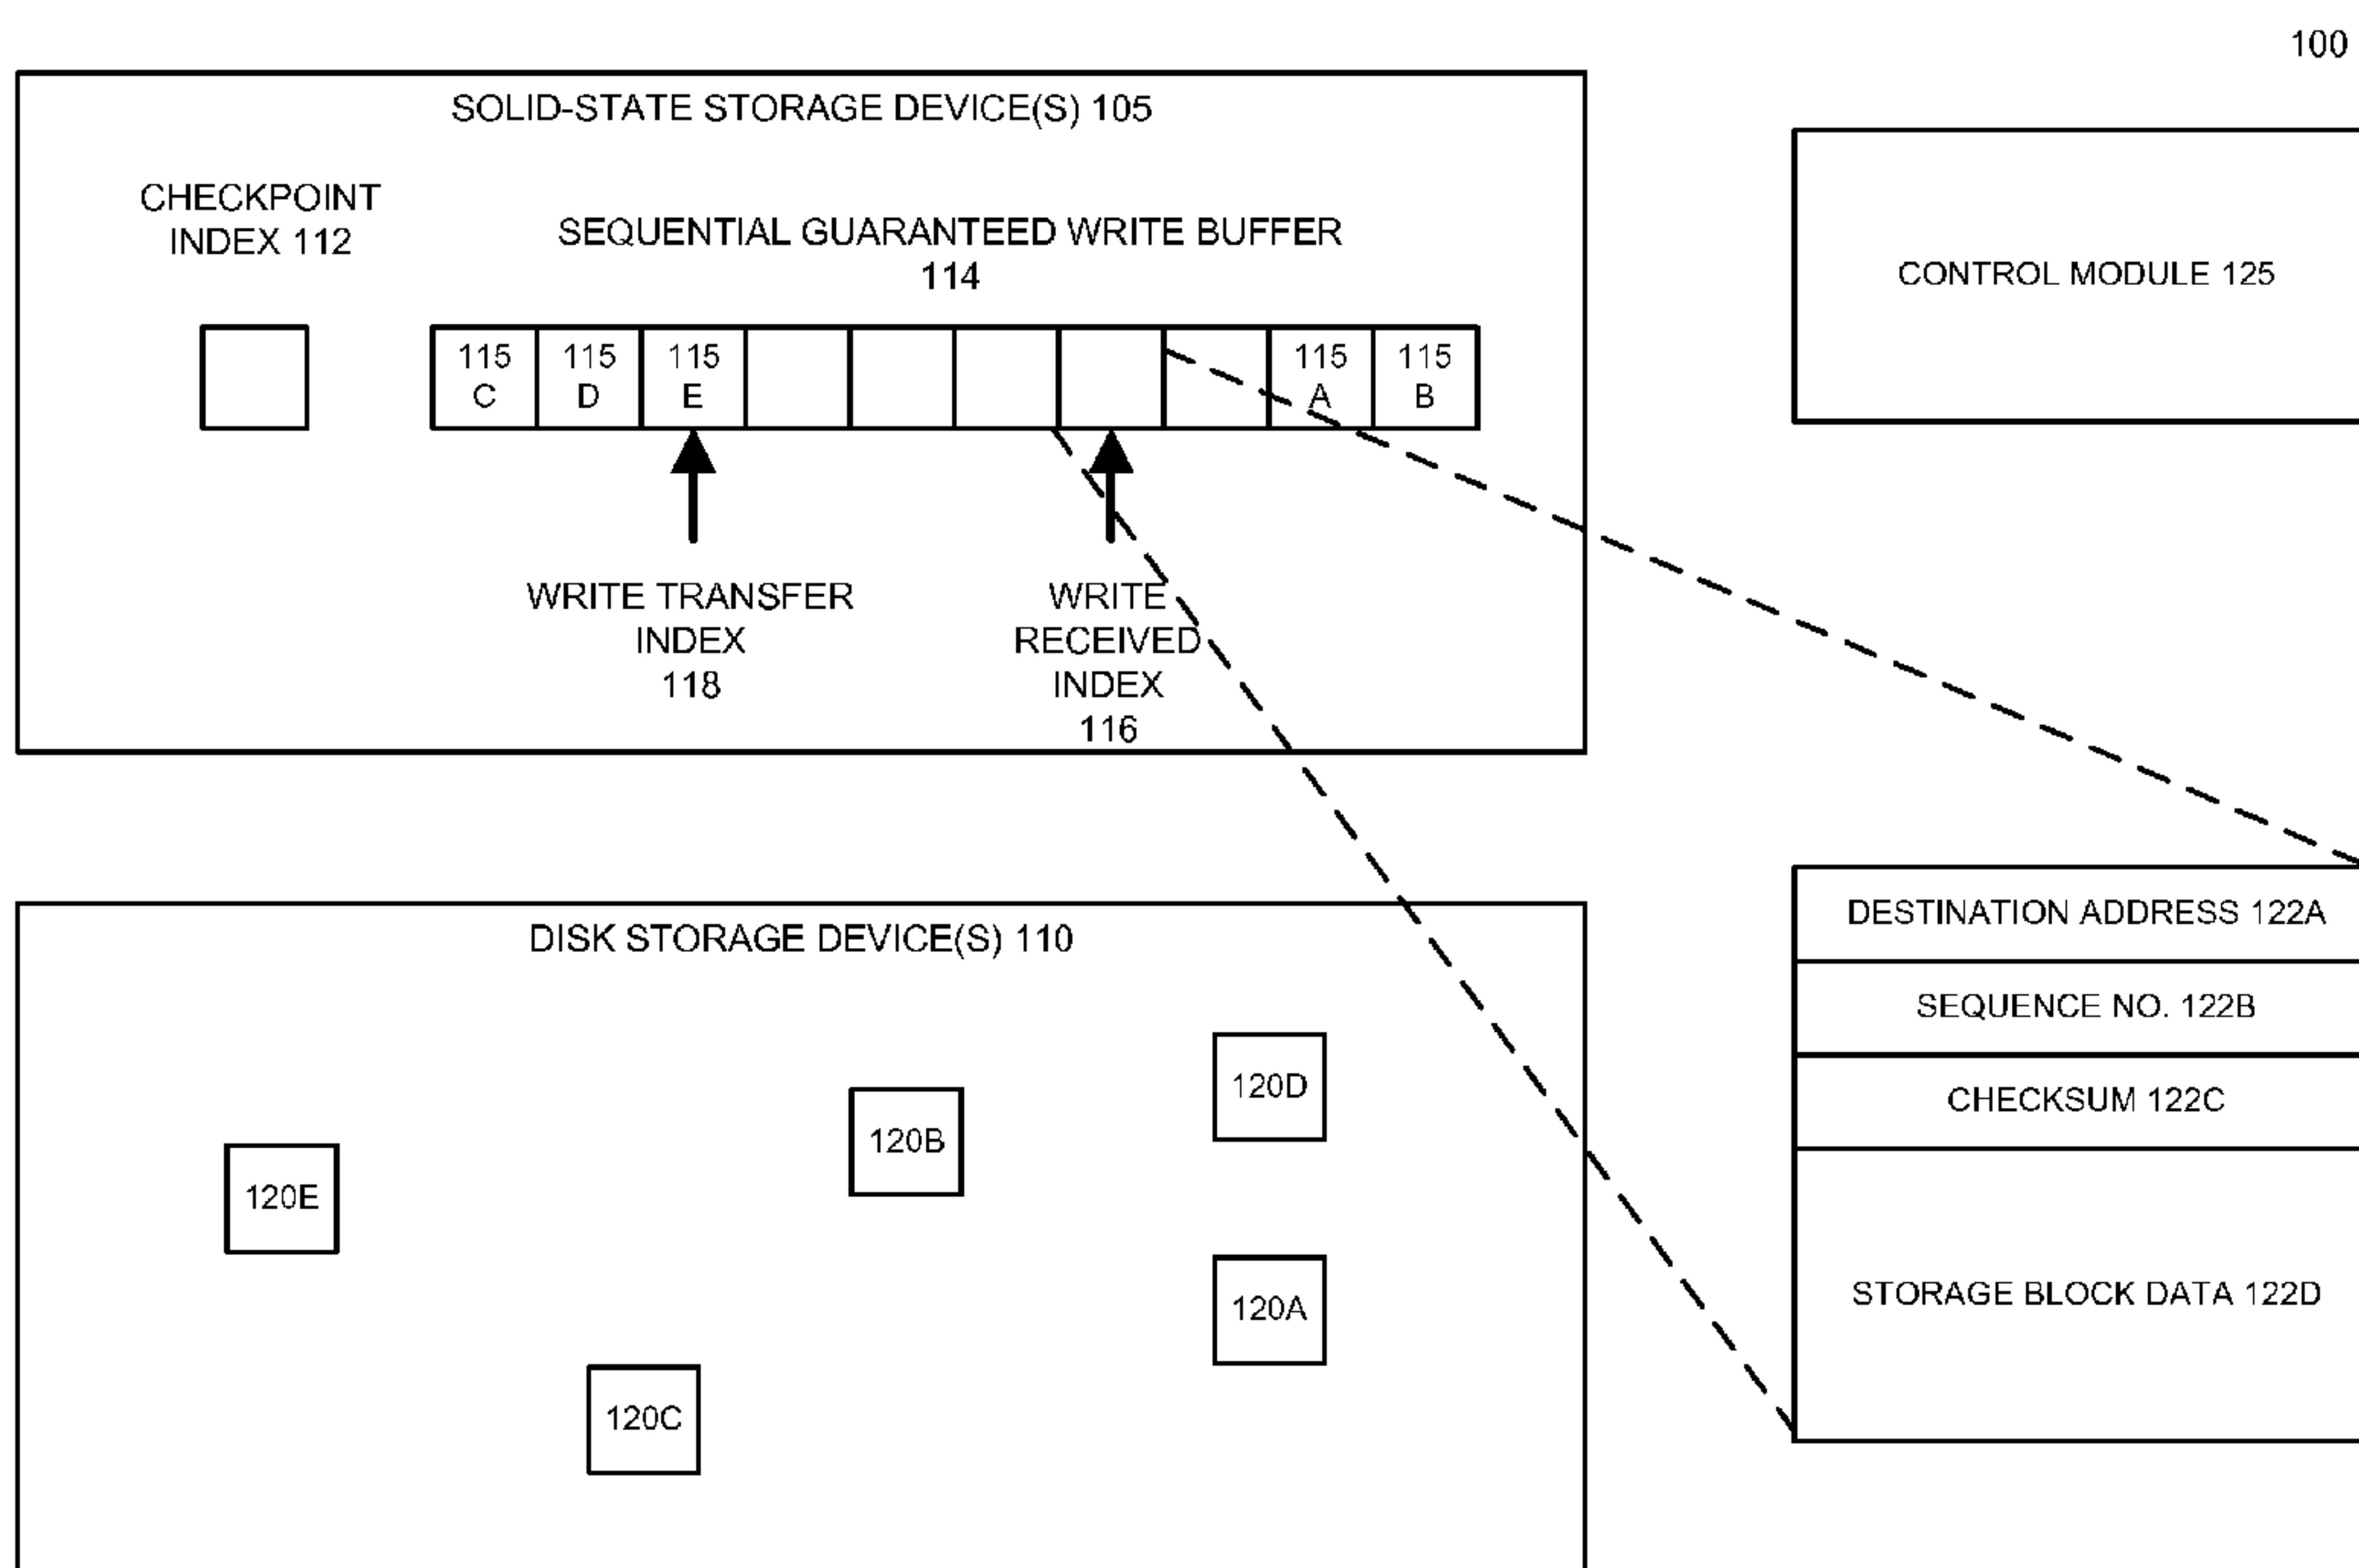 100
SOLID-STATE STORAGE DEVICE(S) 105
CHECKPOINT
INDEX 112
SEQUENTIAL GUARANTEED WRITE BUFFER
114
115
C
115
D
115
E
115
A
115
B
WRITE TRANSFER
INDEX
118
WRITE
RECEIVED
INDEX
116
CONTROL MODULE 125
DISK STORAGE DEVICE(S) 110
120D
120B
120E
120A
120C
DESTINATION ADDRESS 122A
SEQUENCE NO. 122B
CHECKSUM 122C
STORAGE BLOCK DATA 122D